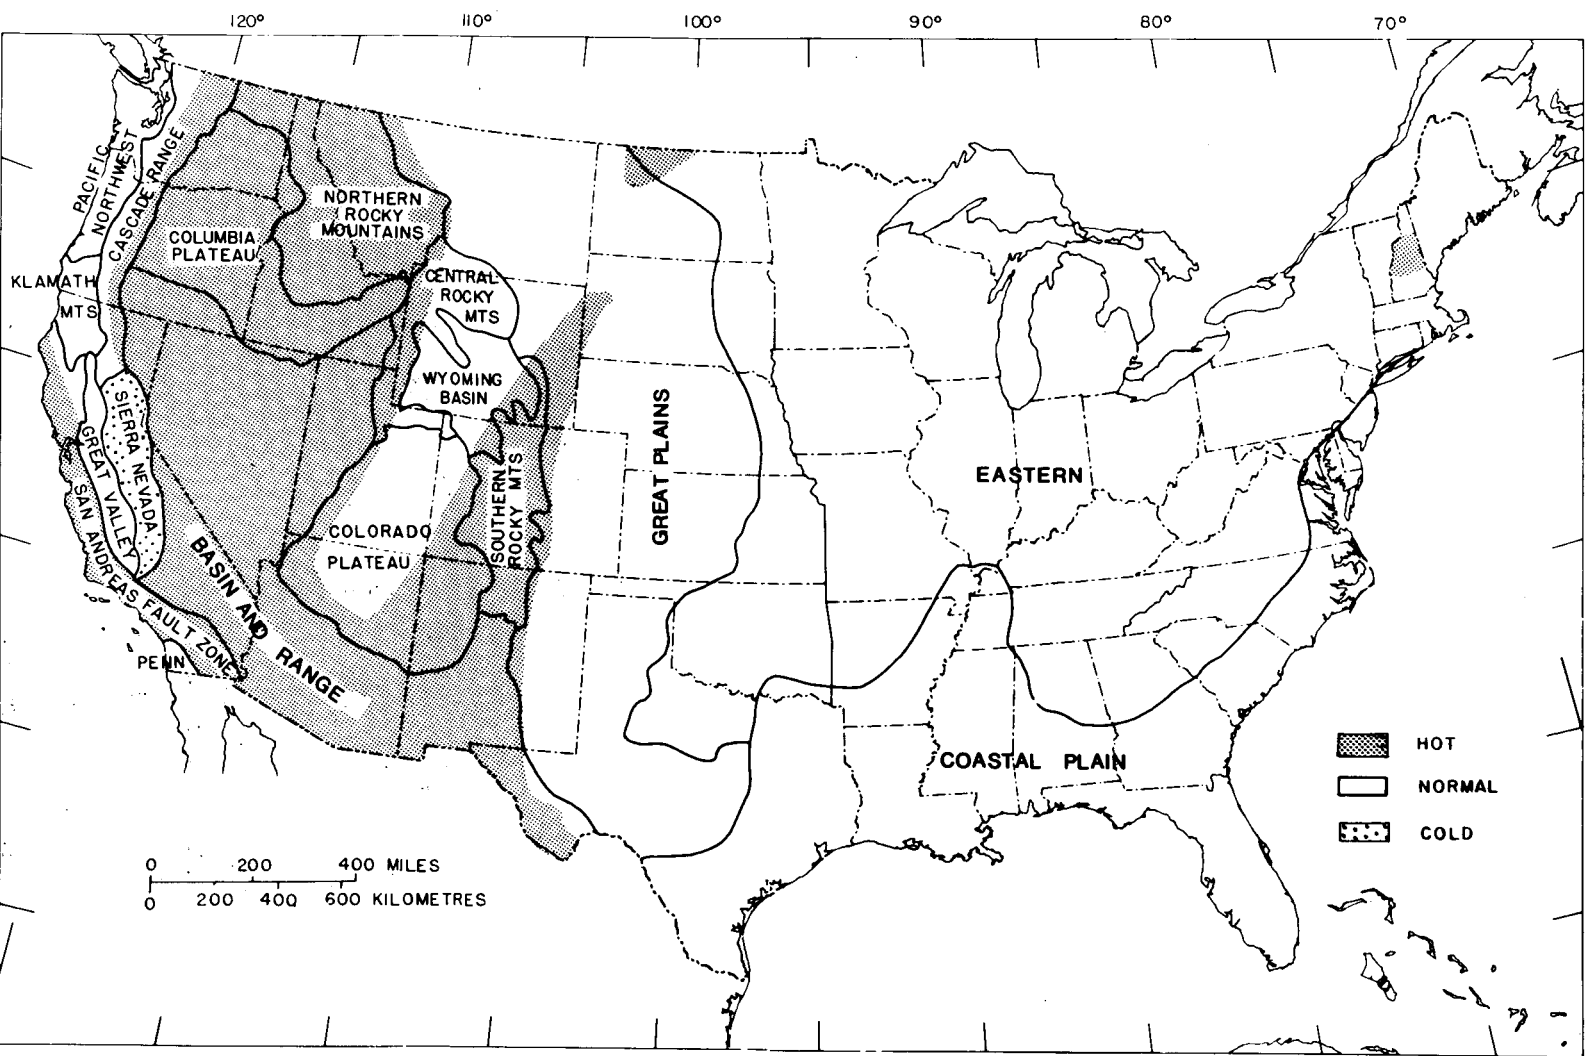 120° 110° 100° 90° 80° 70°
PACIFIC
NORTHWEST
CASCADE RANGE
NORTHERN
ROCKY
MOUNTAINS
COLUMBIA
PLATEAU
KLAMATH
MTS
CENTRAL
ROCKY
MTS
WYOMING
BASIN
SIERRA NEVADA
GREAT VALLEY
SAN ANDREAS FAULT ZONE
SOUTHERN
ROCKY MTS
GREAT PLAINS
EASTERN
COLORADO
PLATEAU
BASIN AND RANGE
PENN
COASTAL PLAIN
HOT
NORMAL
COLD
0 200 400 MILES
0 200 400 600 KILOMETRES